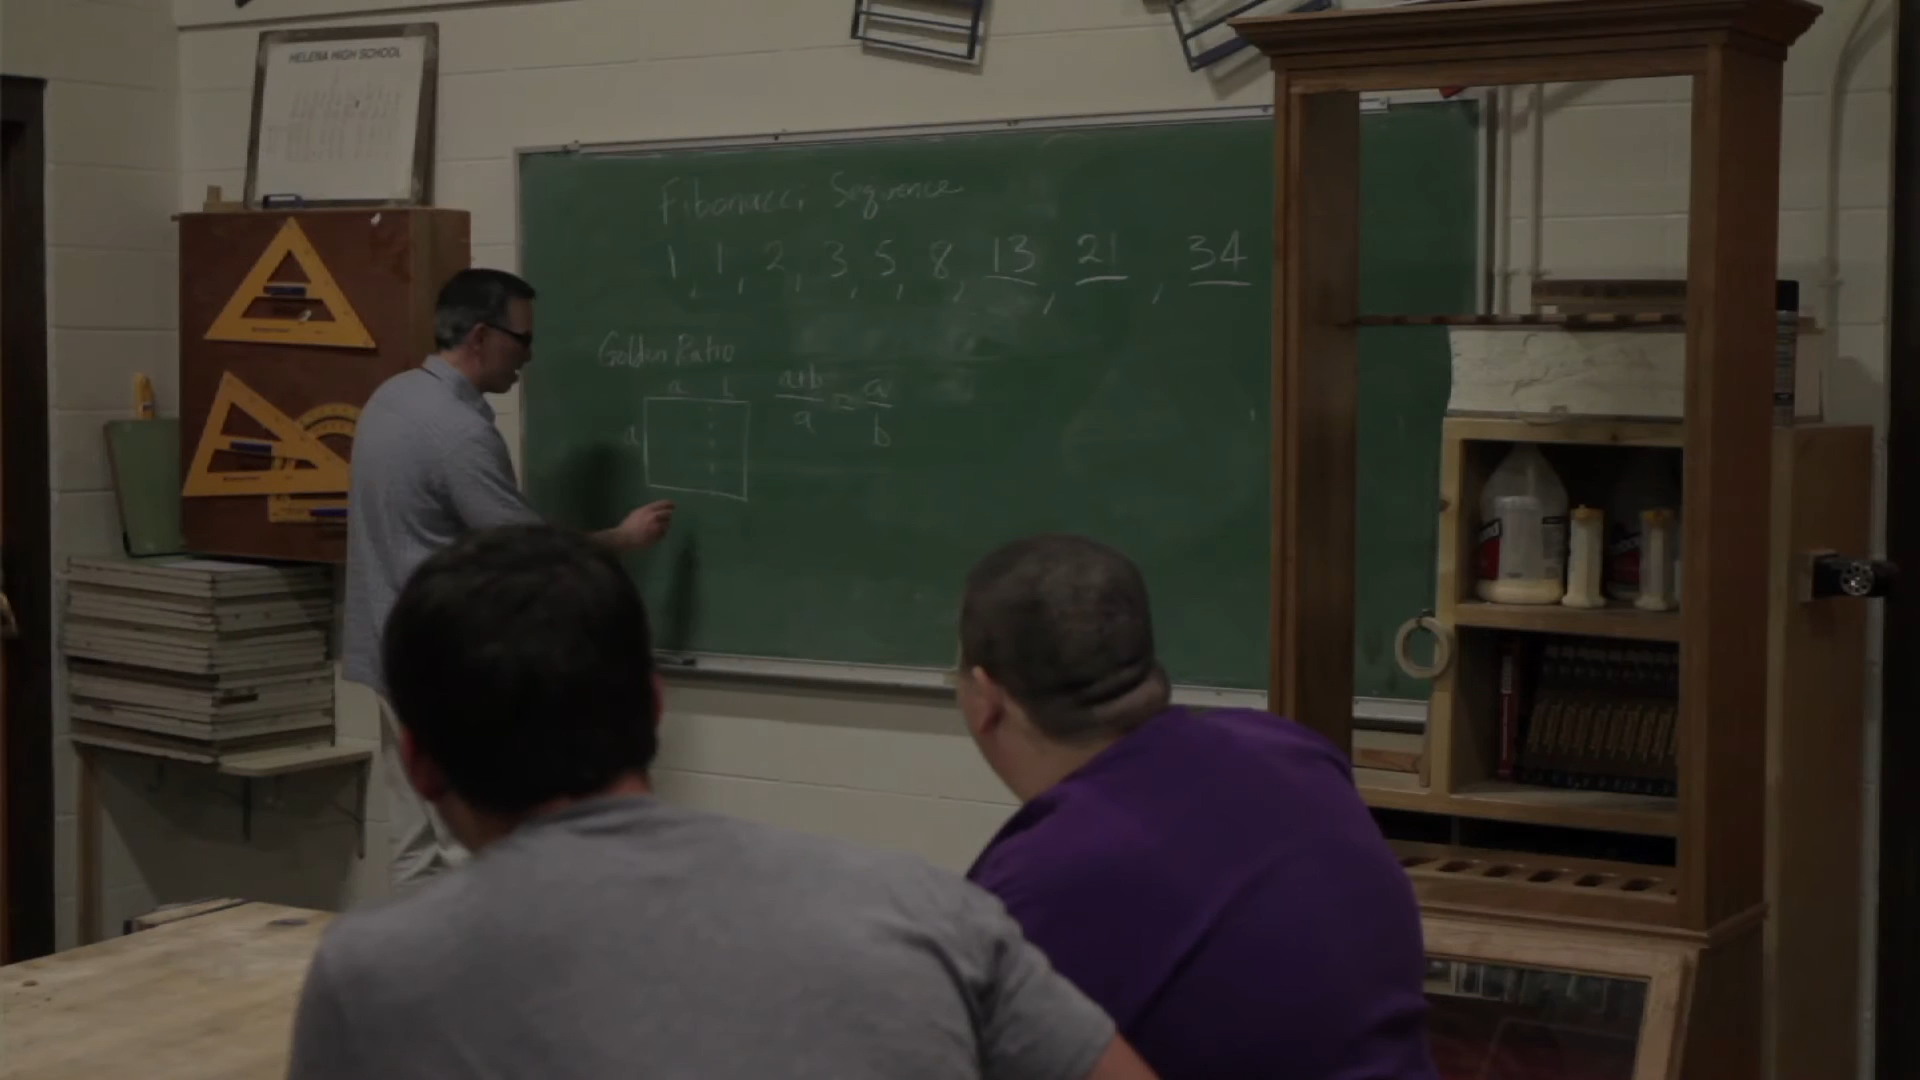 HELENA HIGH SCHOOL
Fibonacci Sequence
1, 1, 2, 3, 5, 8, 13, 21, 34
Golden Ratio
a b
a
a+b
a
=
a
b